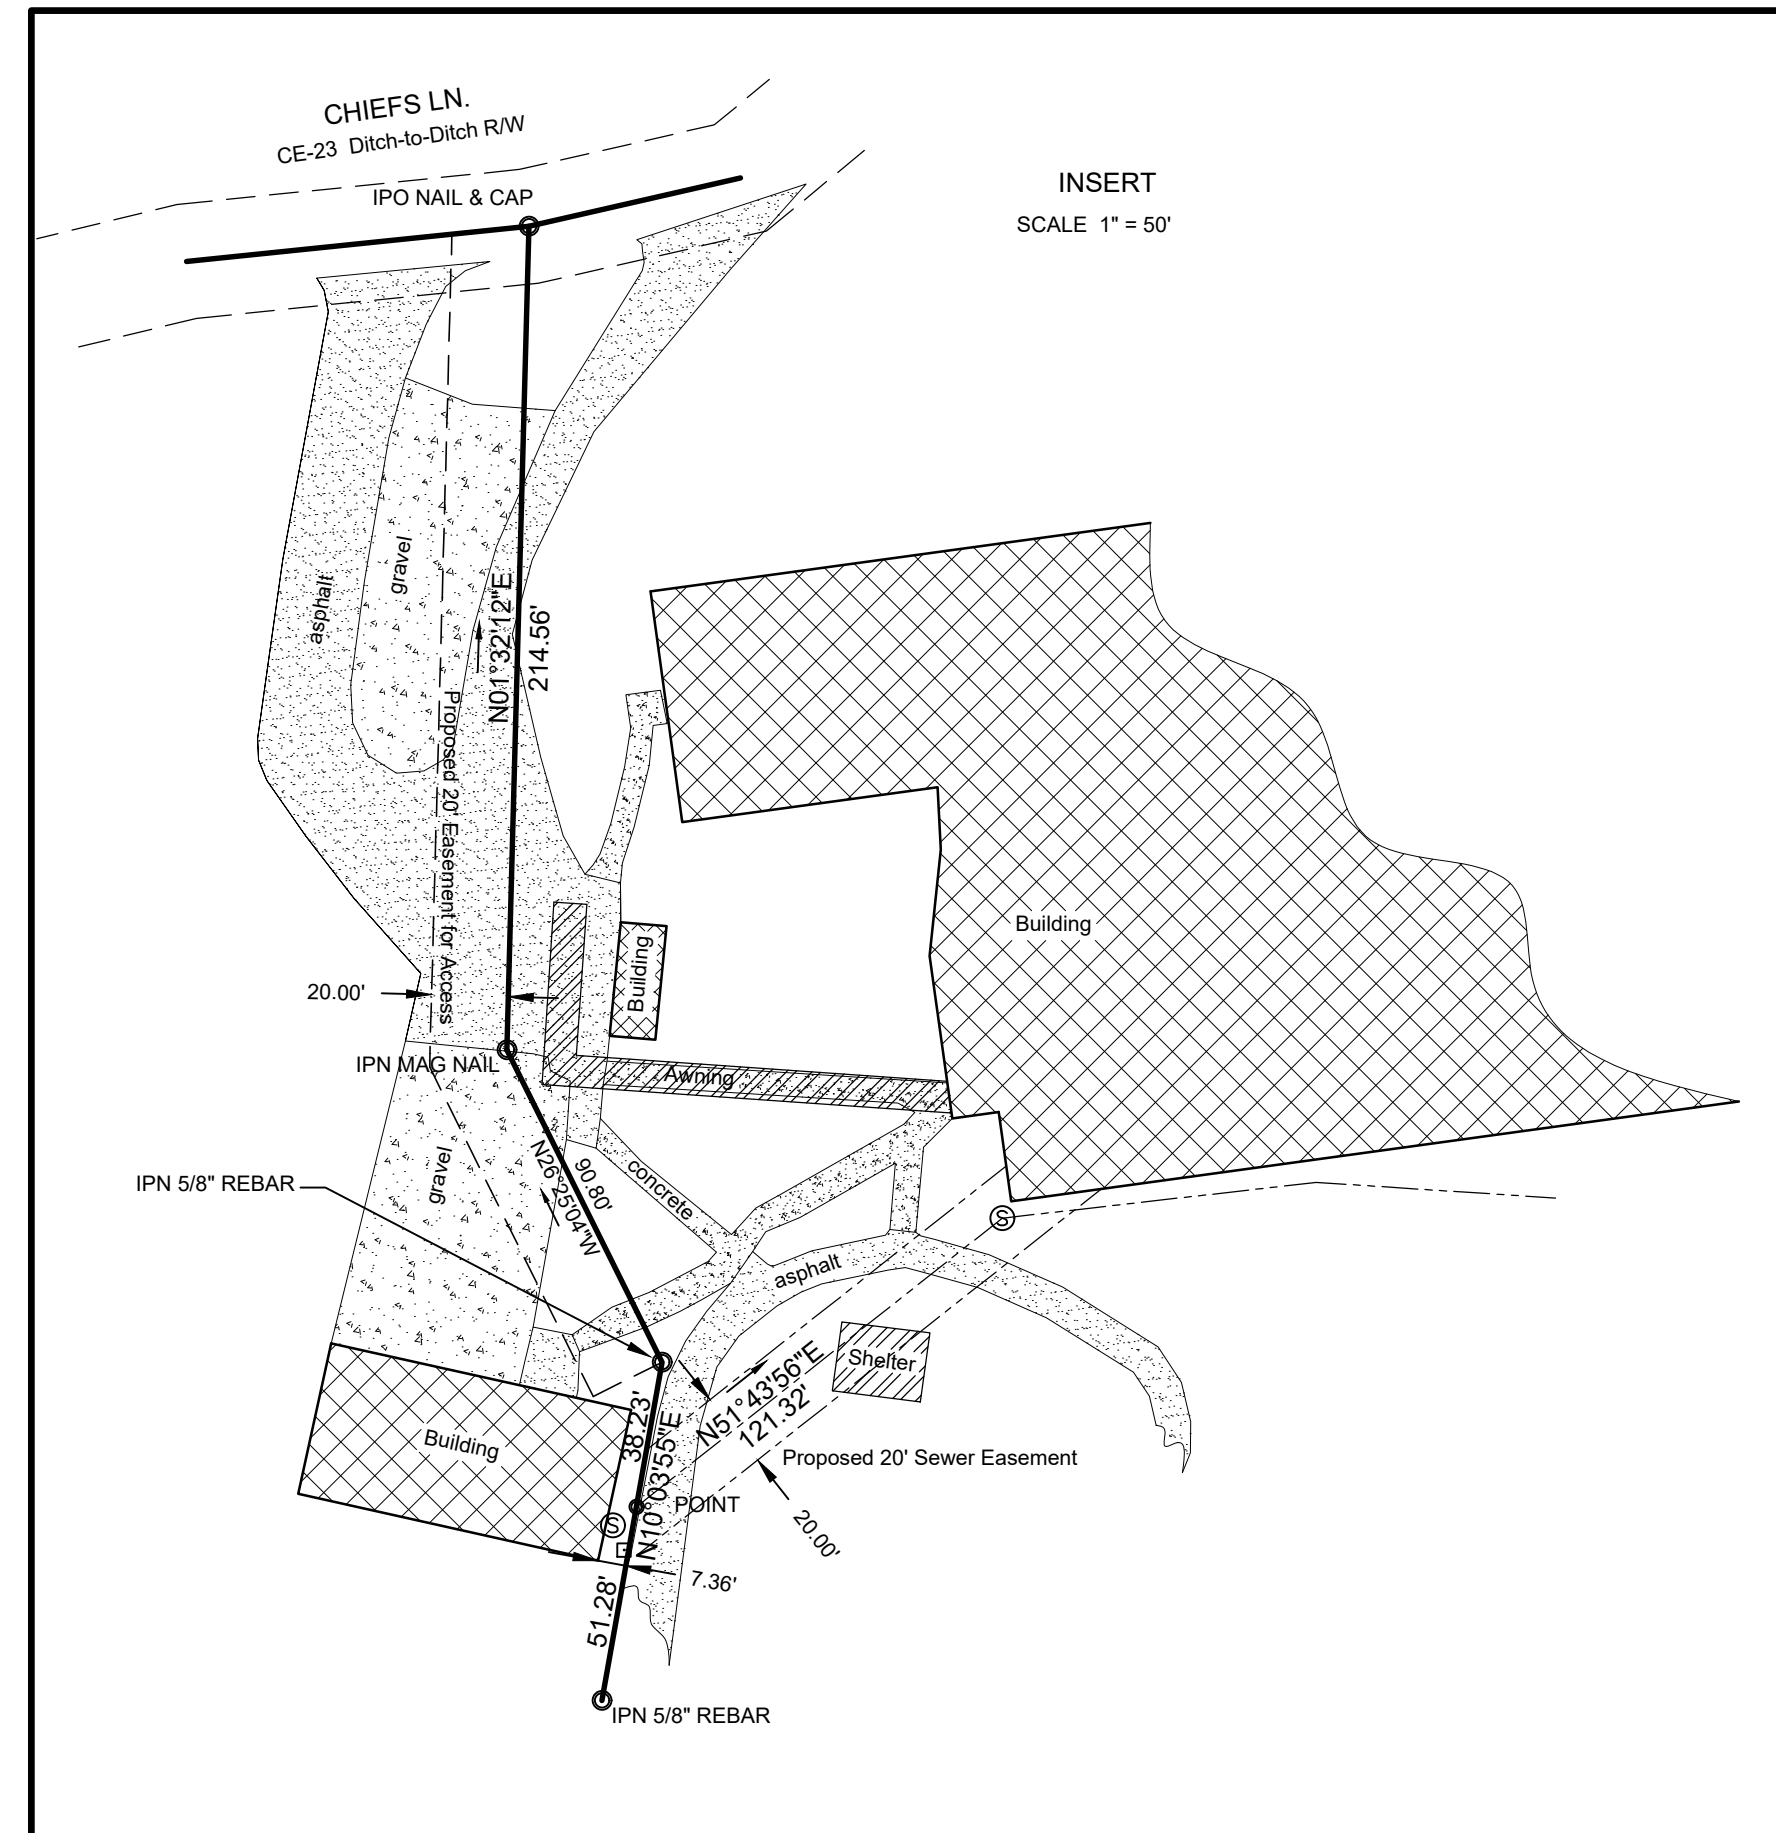 CHIEFS LN.
CE-23 Ditch-to-Ditch R/W
IPO NAIL & CAP
INSERT
SCALE 1" = 50'
asphalt
gravel
N01°32'12"E
214.56'
Proposed 20' Easement for Access
Building
Building
20.00'
IPN MAG NAIL
Awning
IPN 5/8" REBAR
gravel
90.80'
N26°25'04"W
concrete
S
asphalt
Shelter
N51°43'56"E
121.32'
Building
38.23'
N10°03'55"E
Proposed 20' Sewer Easement
POINT
S
20.00'
7.36'
51.28'
IPN 5/8" REBAR